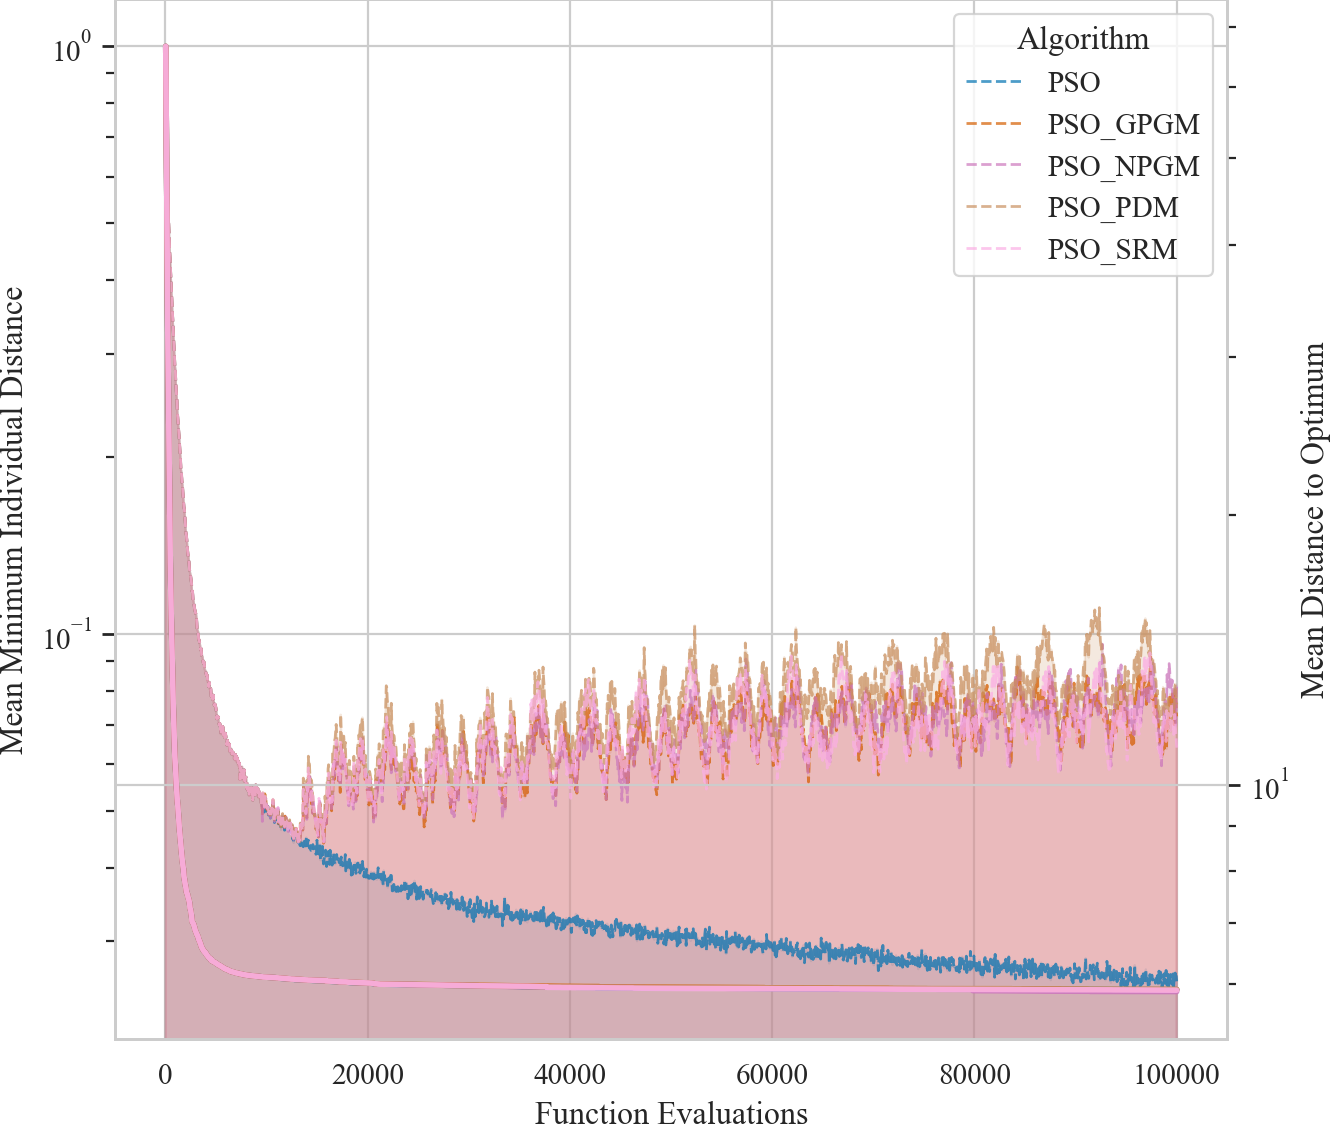 Algorithm
PSO
PSO_GPGM
PSO_NPGM
PSO_PDM
PSO_SRM
10^0
10^−1
Mean Minimum Individual Distance
10^1
Mean Distance to Optimum
0 20000 40000 60000 80000 100000
Function Evaluations